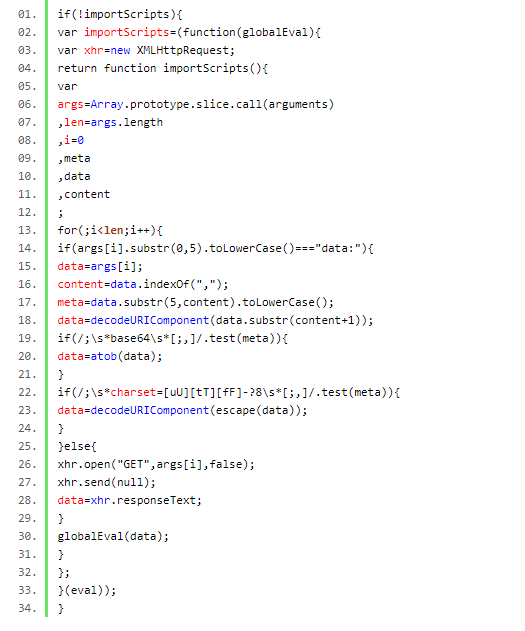 01. if(!importScripts){
02. var importScripts=(function(globalEval){
03. var xhr=new XMLHttpRequest;
04. return function importScripts(){
05. var
06. args=Array.prototype.slice.call(arguments)
07. ,len=args.length
08. ,i=0
09. ,meta
10. ,data
11. ,content
12. ;
13. for(;i<len;i++){
14. if(args[i].substr(0,5).toLowerCase()==="data:"){
15. data=args[i];
16. content=data.indexOf(",");
17. meta=data.substr(5,content).toLowerCase();
18. data=decodeURIComponent(data.substr(content+1));
19. if(/;\s*base64\s*[;,]/.test(meta)){
20. data=atob(data);
21. }
22. if(/;\s*charset=[uU][tT][fF]-?8\s*[;,]/.test(meta)){
23. data=decodeURIComponent(escape(data));
24. }
25. }else{
26. xhr.open("GET",args[i],false);
27. xhr.send(null);
28. data=xhr.responseText;
29. }
30. globalEval(data);
31. }
32. };
33. }(eval));
34. }